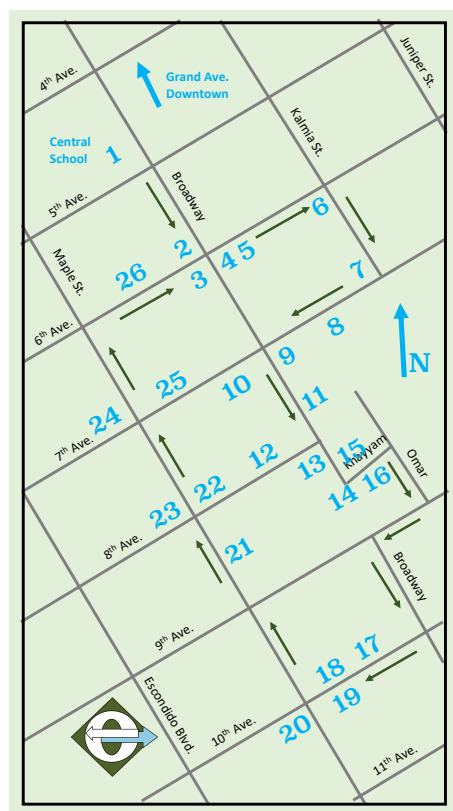 4th Ave.
Grand Ave.
Downtown
Juniper St.
Kalmia St.
Central
School
1
5th Ave.
Broadway
Maple St.
6
2
4
5
26
3
7
6th Ave.
8
9
N
25
10
11
24
7th Ave.
12
13
15
Khayyam
Omar
22
14
16
23
8th Ave.
21
Broadway
9th Ave.
17
18
19
Escondido Blvd.
20
10th Ave.
11th Ave.